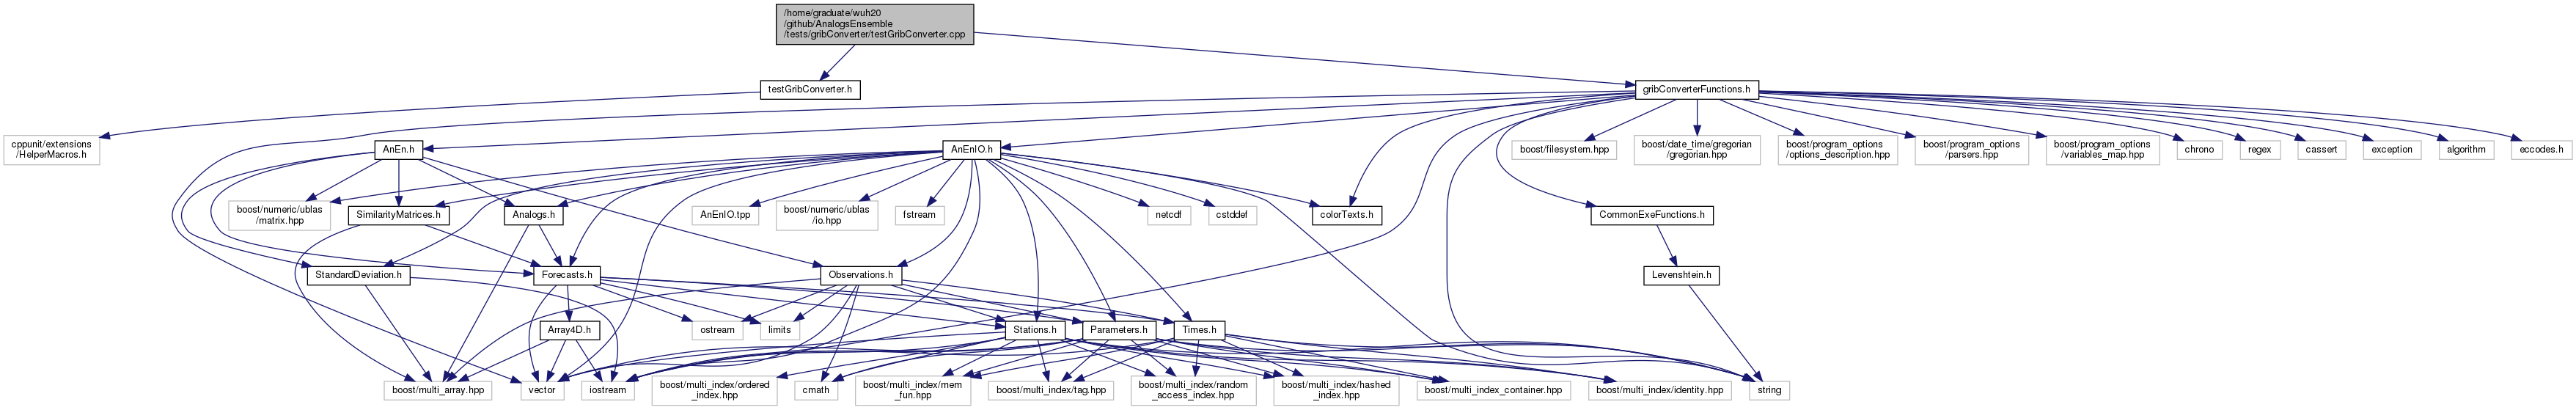 /home/graduate/wuh20
/github/AnalogsEnsemble
/tests/gribConverter/testGribConverter.cpp
testGribConverter.h
gribConverterFunctions.h
cppunit/extensions
/HelperMacros.h
AnEn.h
AnEnIO.h
boost/filesystem.hpp
boost/date_time/gregorian
/gregorian.hpp
boost/program_options
/options_description.hpp
boost/program_options
/parsers.hpp
boost/program_options
/variables_map.hpp
chrono
regex
cassert
exception
algorithm
eccodes.h
boost/numeric/ublas
/matrix.hpp
SimilarityMatrices.h
Analogs.h
AnEnIO.tpp
boost/numeric/ublas
/io.hpp
fstream
netcdf
cstddef
colorTexts.h
CommonExeFunctions.h
StandardDeviation.h
Forecasts.h
Observations.h
Levenshtein.h
Array4D.h
ostream
limits
Stations.h
Parameters.h
Times.h
boost/multi_array.hpp
vector
iostream
boost/multi_index/ordered
_index.hpp
cmath
boost/multi_index/mem
_fun.hpp
boost/multi_index/tag.hpp
boost/multi_index/random
_access_index.hpp
boost/multi_index/hashed
_index.hpp
boost/multi_index_container.hpp
boost/multi_index/identity.hpp
string